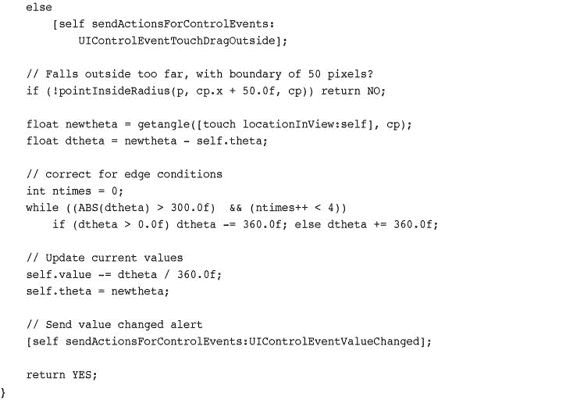 else
[self sendActionsForControlEvents:
UIControlEventTouchDragOutside];
// Falls outside too far, with boundary of 50 pixels?
if (!pointInsideRadius(p, cp.x + 50.0f, cp)) return NO;
float newtheta = getangle([touch locationInView:self], cp);
float dtheta = newtheta - self.theta;
// correct for edge conditions
int ntimes = 0;
while ((ABS(dtheta) > 300.0f)  && (ntimes++ < 4))
if (dtheta > 0.0f) dtheta -= 360.0f; else dtheta += 360.0f;
// Update current values
self.value -= dtheta / 360.0f;
self.theta = newtheta;
// Send value changed alert
[self sendActionsForControlEvents:UIControlEventValueChanged];
return YES;
}